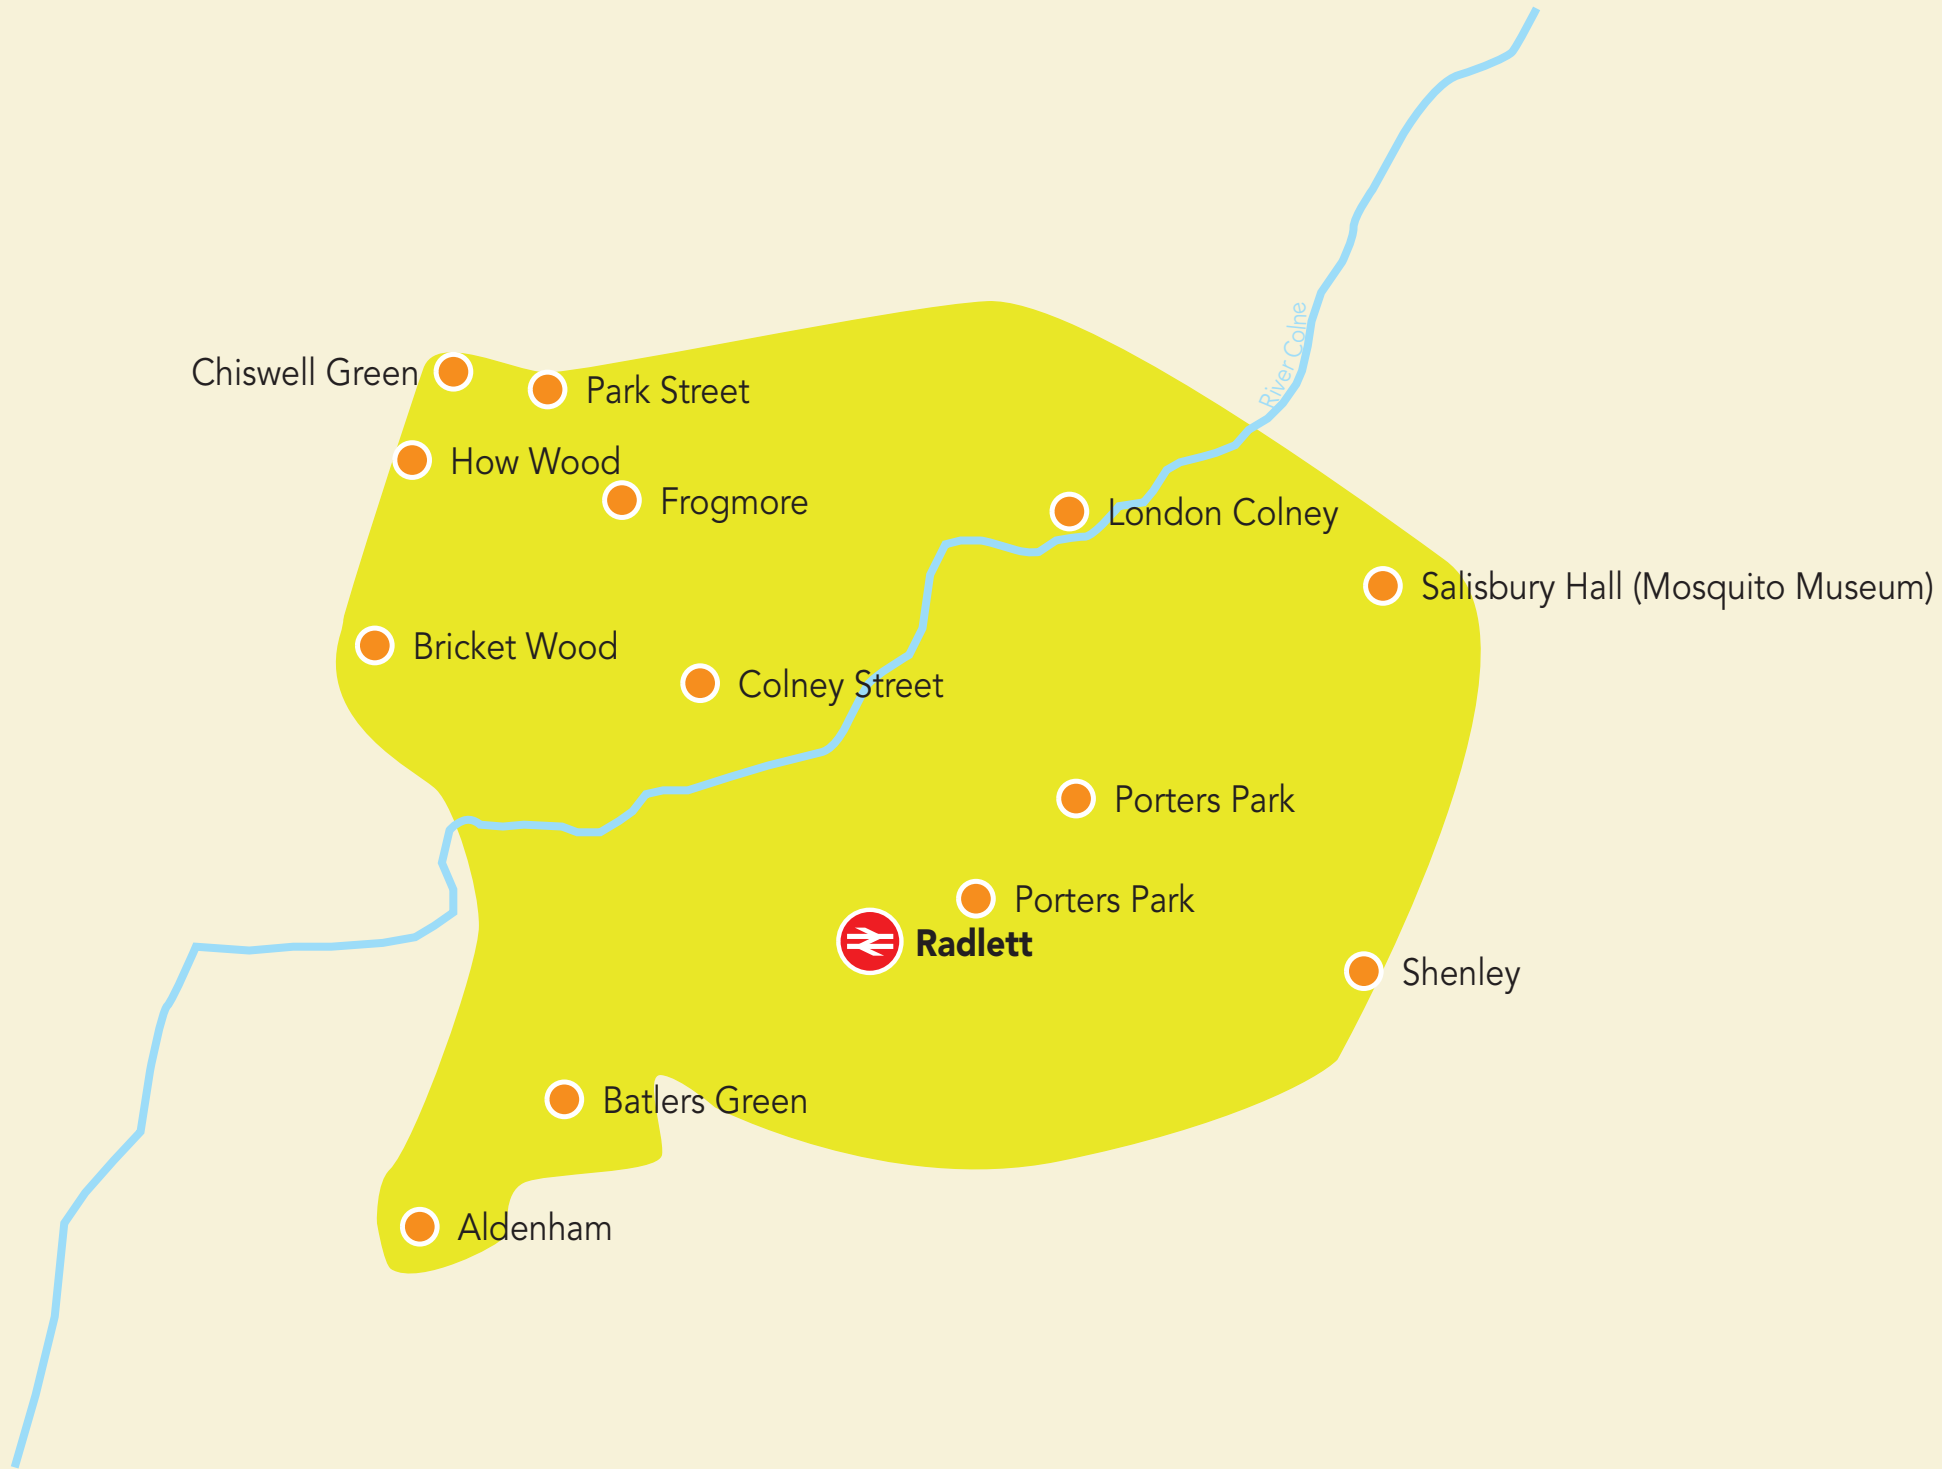 River Colne
Chiswell Green
Park Street
How Wood
Frogmore
London Colney
Salisbury Hall (Mosquito Museum)
Bricket Wood
Colney Street
Porters Park
Porters Park
Radlett
Shenley
Batlers Green
Aldenham